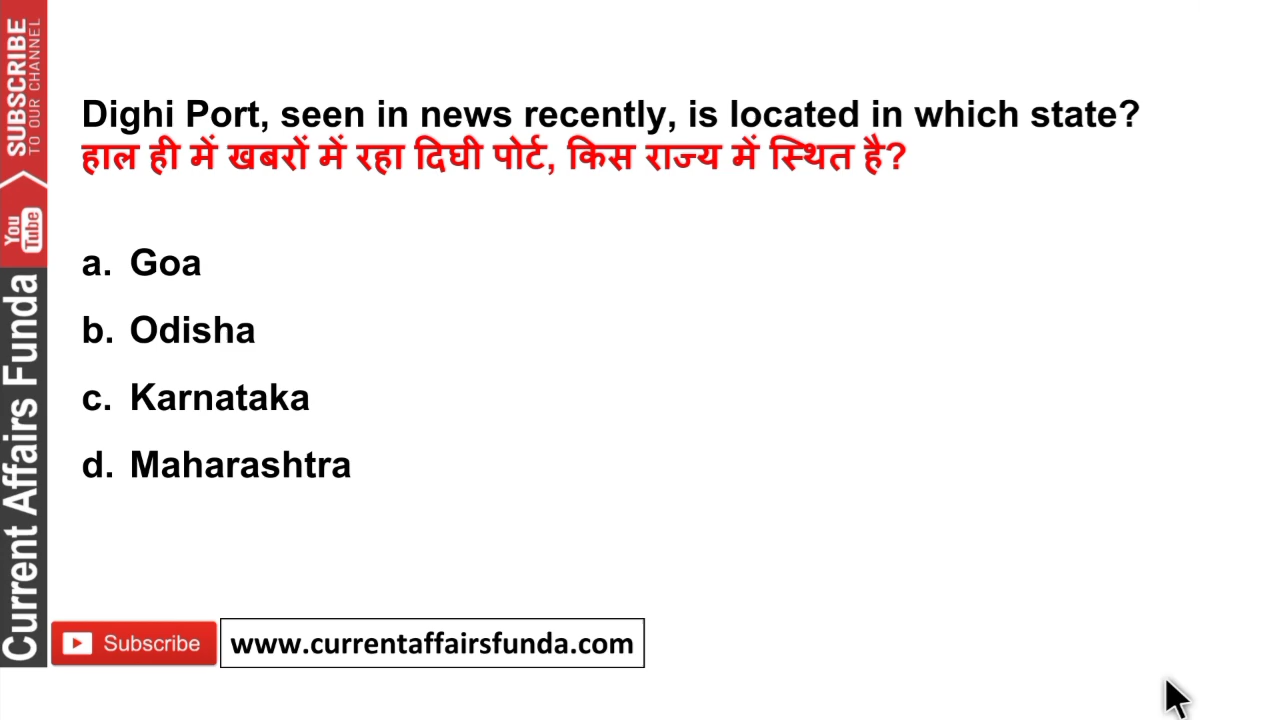 Dighi Port, seen in news recently, is located in which state?
हाल ही में खबरों में रहा दिघी पोर्ट, किस राज्य में स्थित है?
a. Goa
b. Odisha
c. Karnataka
d. Maharashtra
SUBSCRIBE
TO OUR CHANNEL
You
Tube
Current Affairs Funda
Subscribe
www.currentaffairsfunda.com